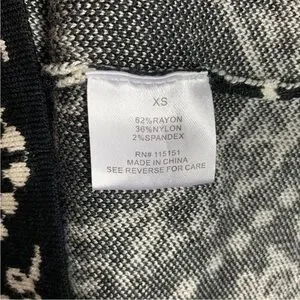 XS
62%RAYON
36%NYLON
2%SPANDEX
RN# 115151
MADE IN CHINA
SEE REVERSE FOR CARE